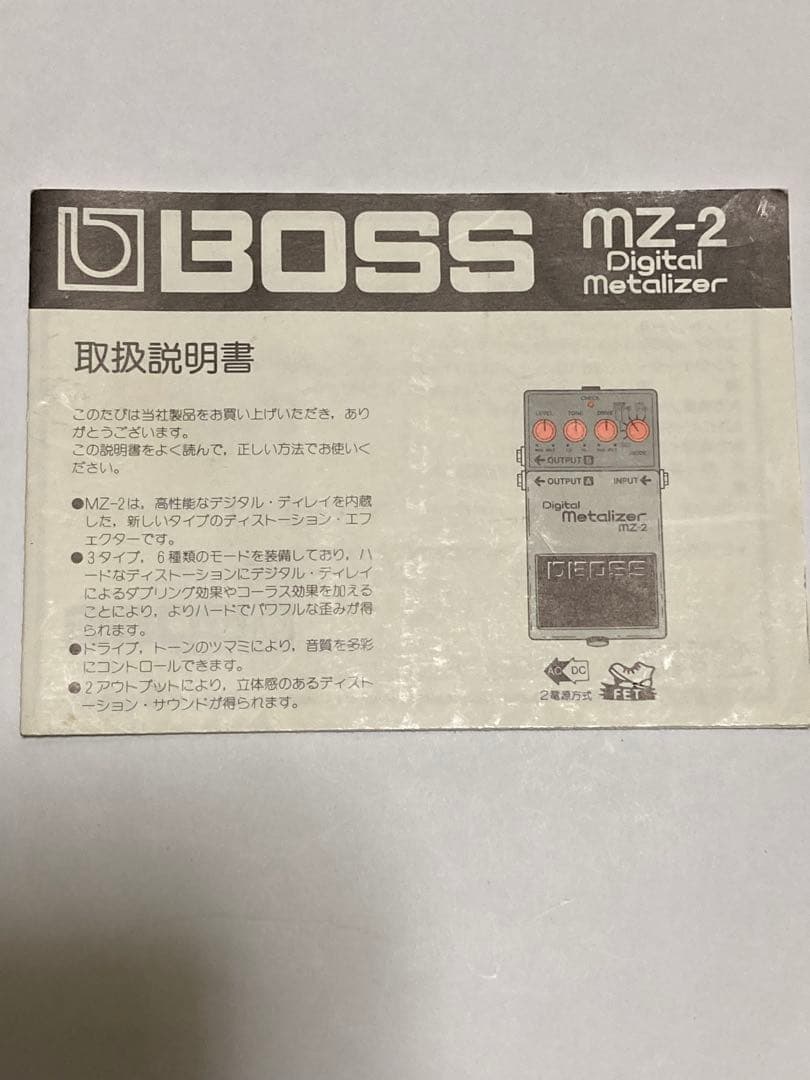 BOSS
MZ-2
Digital
Metalizer
取扱説明書
このたびは当社製品をお買い上げいただき，あり
がとうございます。
この説明書をよく読んで，正しい方法でお使いく
ださい。
●MZ-2は，高性能なデジタル・ディレイを内蔵
した，新しいタイプのディストーション・エフ
ェクターです。
●3タイプ，6種類のモードを装備しており，ハ
ードなディストーションにデジタル・ディレイ
によるダブリング効果やコーラス効果を加える
ことにより，よりハードでパワフルな歪みが得
られます。
●ドライブ，トーンのツマミにより，音質を多彩
にコントロールできます。
●2アウトプットにより，立体感のあるディスト
ーション・サウンドが得られます。
CHECK
LEVEL TONE DRIVE
MODE
OUTPUT B
OUTPUT A INPUT
Digital
Metalizer
MZ-2
BOSS
AC DC
2電源方式
FET